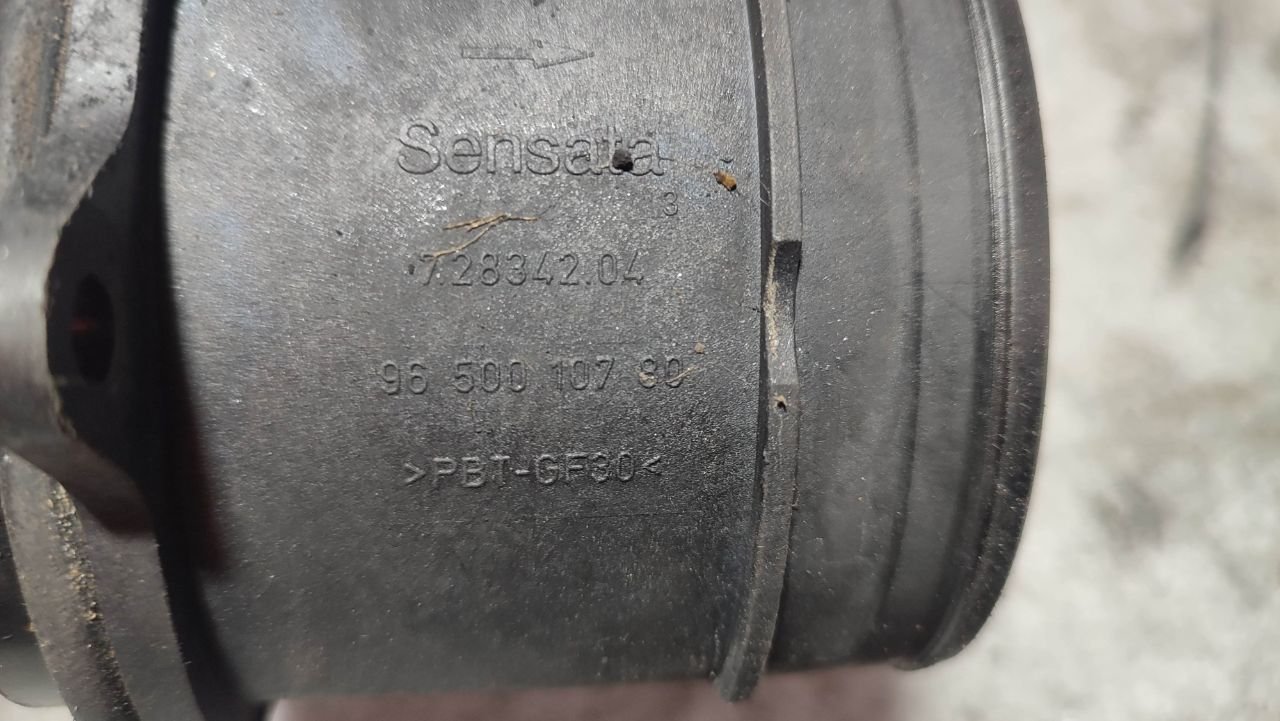 Sensata
3
7.28342.04
96 500 107 80
>PBT-GF30<